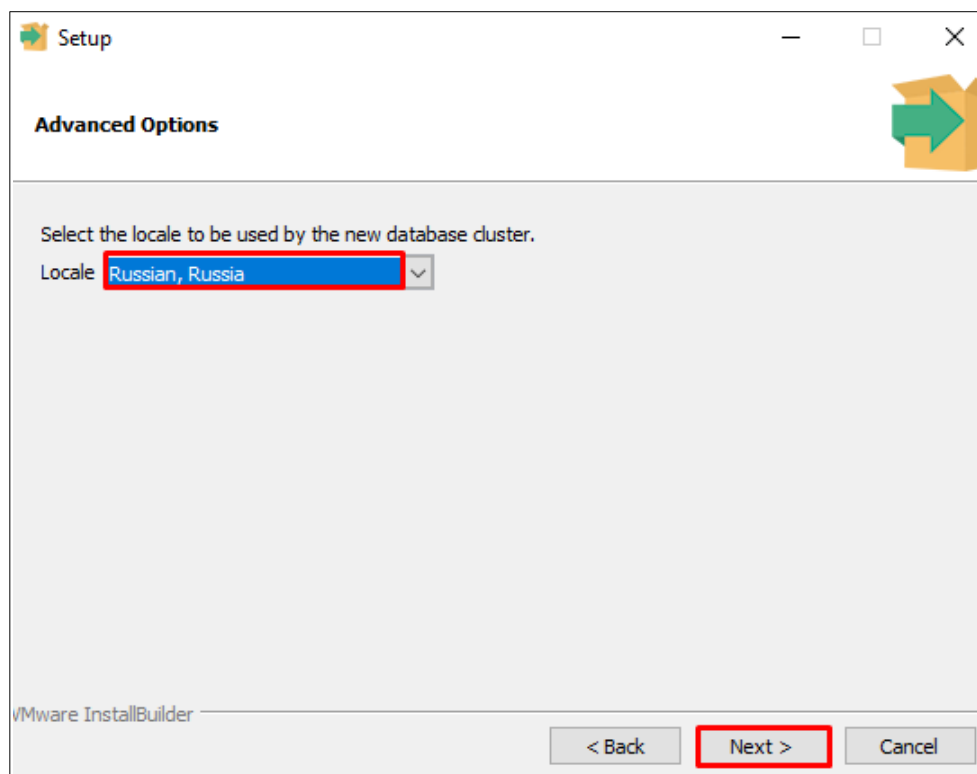 Setup
Advanced Options
Select the locale to be used by the new database cluster.
Locale Russian, Russia
VMware InstallBuilder
< Back Next > Cancel